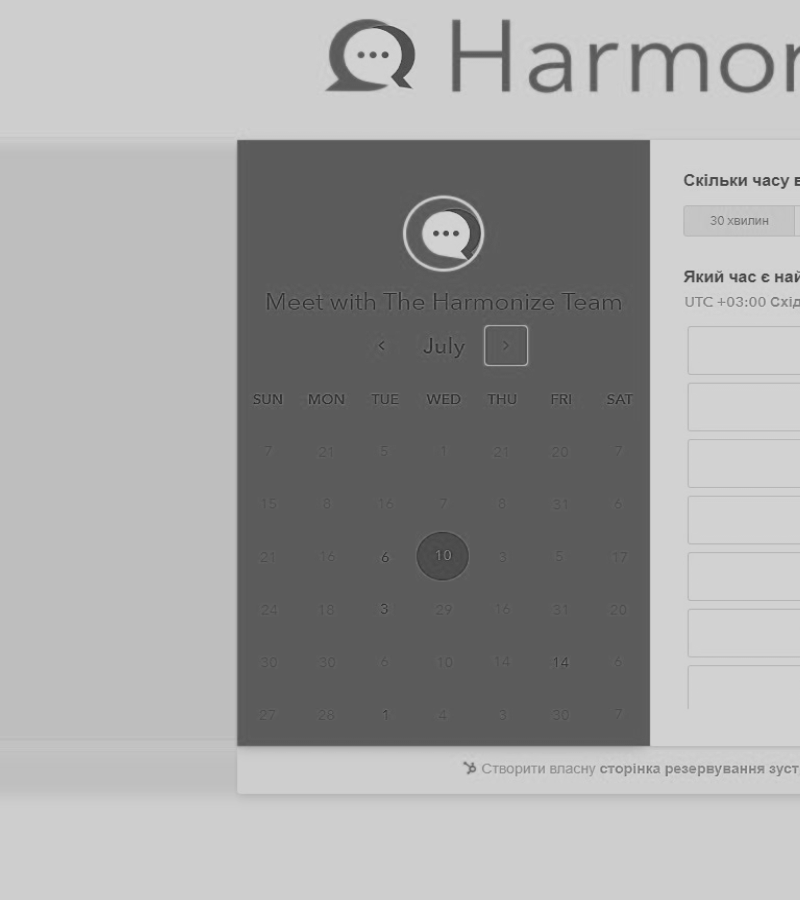 Harmon
Meet with The Harmonize Team
July
SUN MON TUE WED THU FRI SAT
7 21 5 1 21 20 7
15 8 16 7 8 31 6
21 16 6 10 3 5 17
24 18 3 29 16 31 20
30 30 6 10 14 14 6
27 28 1 4 3 30 7
Скільки часу в
30 хвилин
Який час є най
UTC +03:00 Схід
Створити власну сторінка резервування зуст